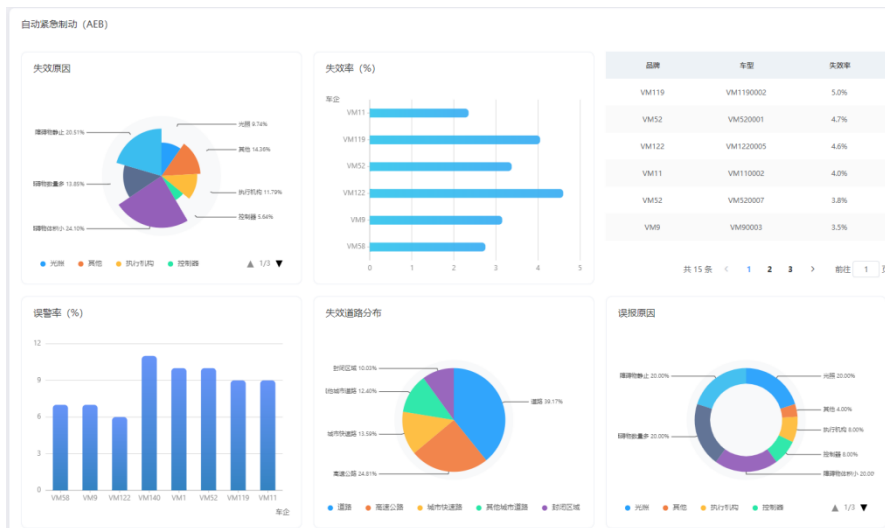 自动紧急制动（AEB）
失效原因
光照 8.74%
其他 14.36%
执行机构 11.79%
控制器 5.64%
障碍物静止 20.51%
碍物数量多 13.85%
碍物体积小 24.10%
光照 其他 执行机构 控制器 1/3
失效率（%）
车企
VM11
VM119
VM52
VM122
VM9
VM58
0 1 2 3 4 5
品牌 车型 失效率
VM119 VM1190002 5.0%
VM52 VM520001 4.7%
VM122 VM1220005 4.6%
VM11 VM110002 4.0%
VM52 VM520007 3.8%
VM9 VM90003 3.5%
共 15 条 < 1 2 3 > 前往 1
误警率（%）
12
9
6
3
0
VM58 VM9 VM122 VM140 VM1 VM52 VM119 VM11
车企
失效道路分布
封闭区域 10.03%
他城市道路 12.40%
城市快速路 13.59%
高速公路 24.81%
道路 39.17%
道路 高速公路 城市快速路 其他城市道路 封闭区域
误报原因
障碍物静止 20.00%
碍物数量多 20.00%
光照 20.00%
其他 4.00%
执行机构 8.00%
控制器 8.00%
障碍物体积小 20.00
光照 其他 执行机构 控制器 1/3